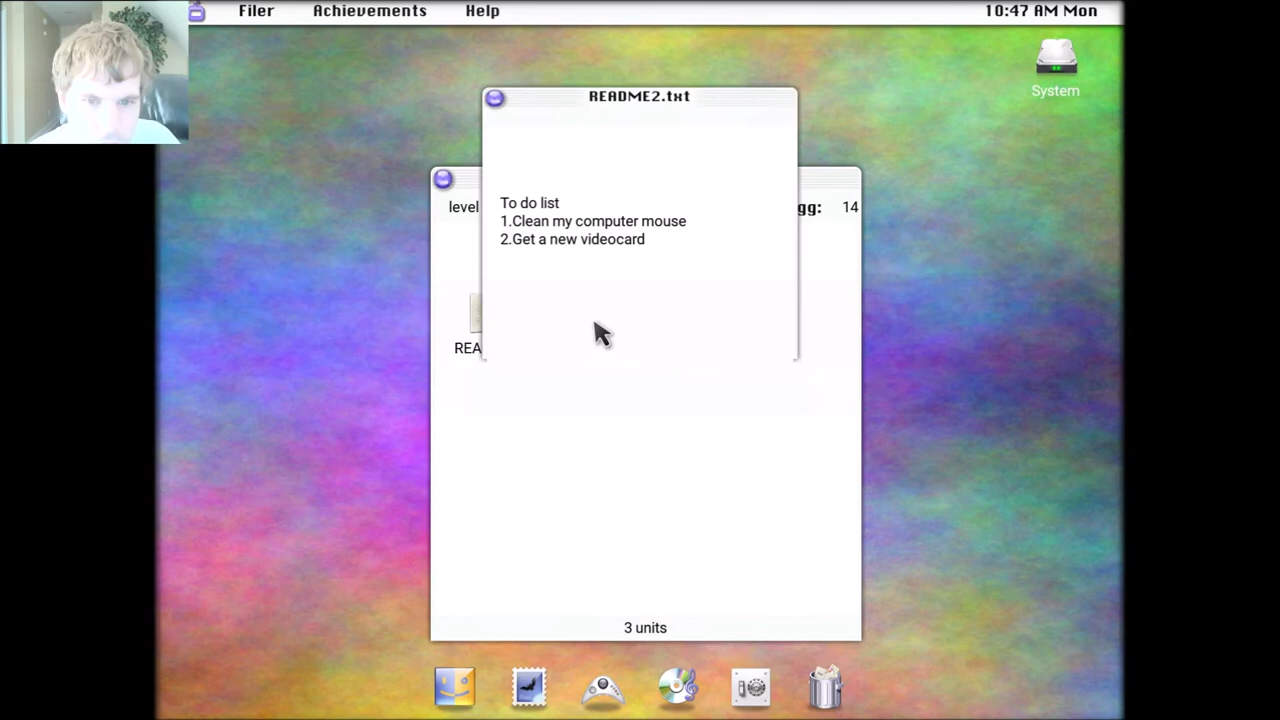 Filer Achievements Help 10:47 AM Mon
System
README2.txt
level
gg: 14
To do list
1.Clean my computer mouse
2.Get a new videocard
REA
3 units